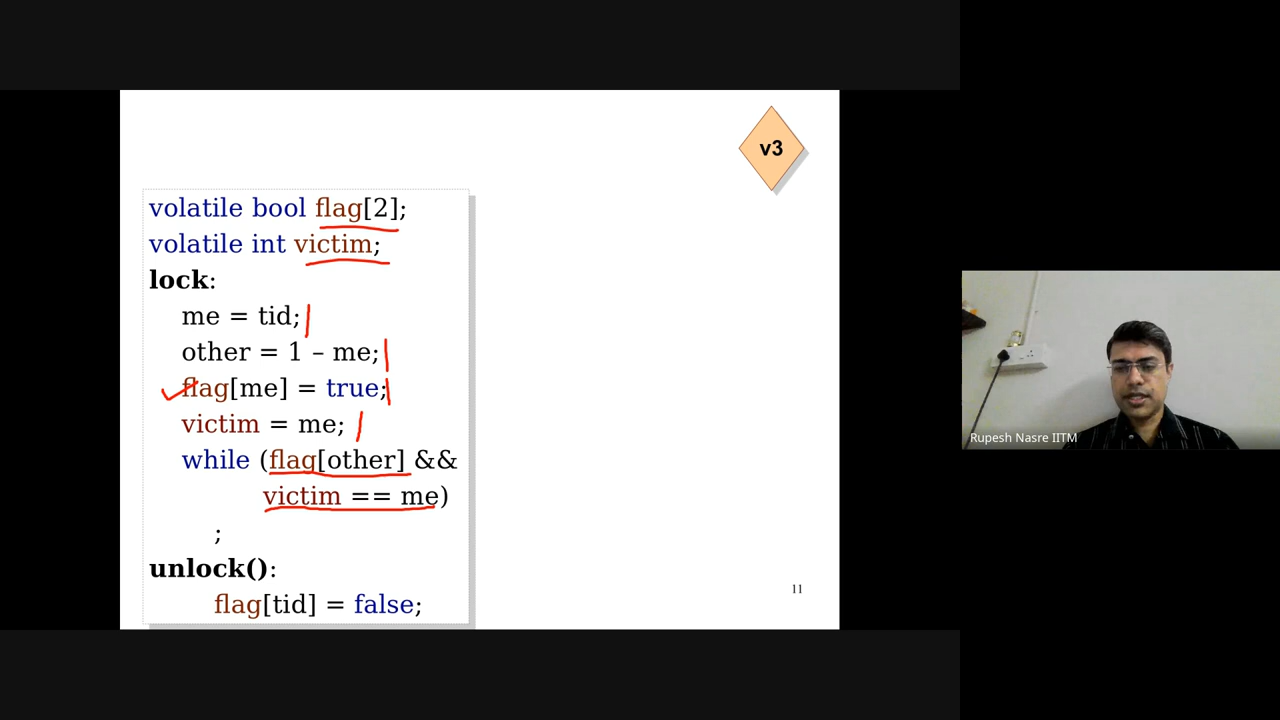 v3
volatile bool flag[2];
volatile int victim;
lock:
me = tid;
other = 1 – me;
flag[me] = true;
victim = me;
while (flag[other] &&
victim == me)
;
unlock():
flag[tid] = false;
11
Rupesh Nasre IITM